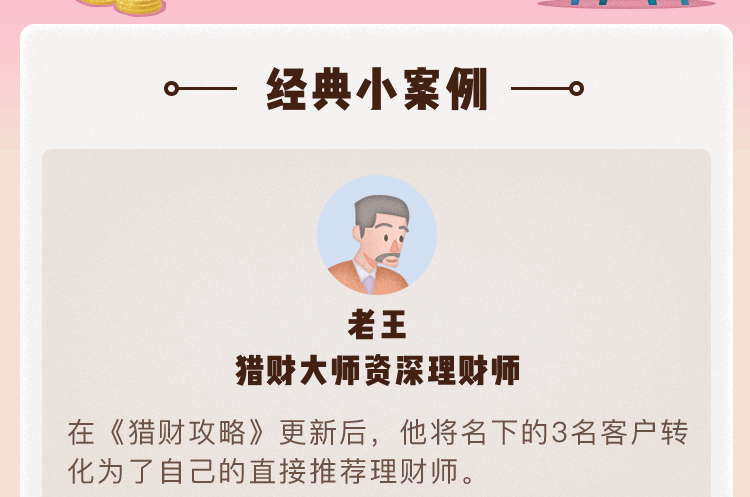 经典小案例
老王
猎财大师资深理财师
在《猎财攻略》更新后，他将名下的3名客户转
化为了自己的直接推荐理财师。